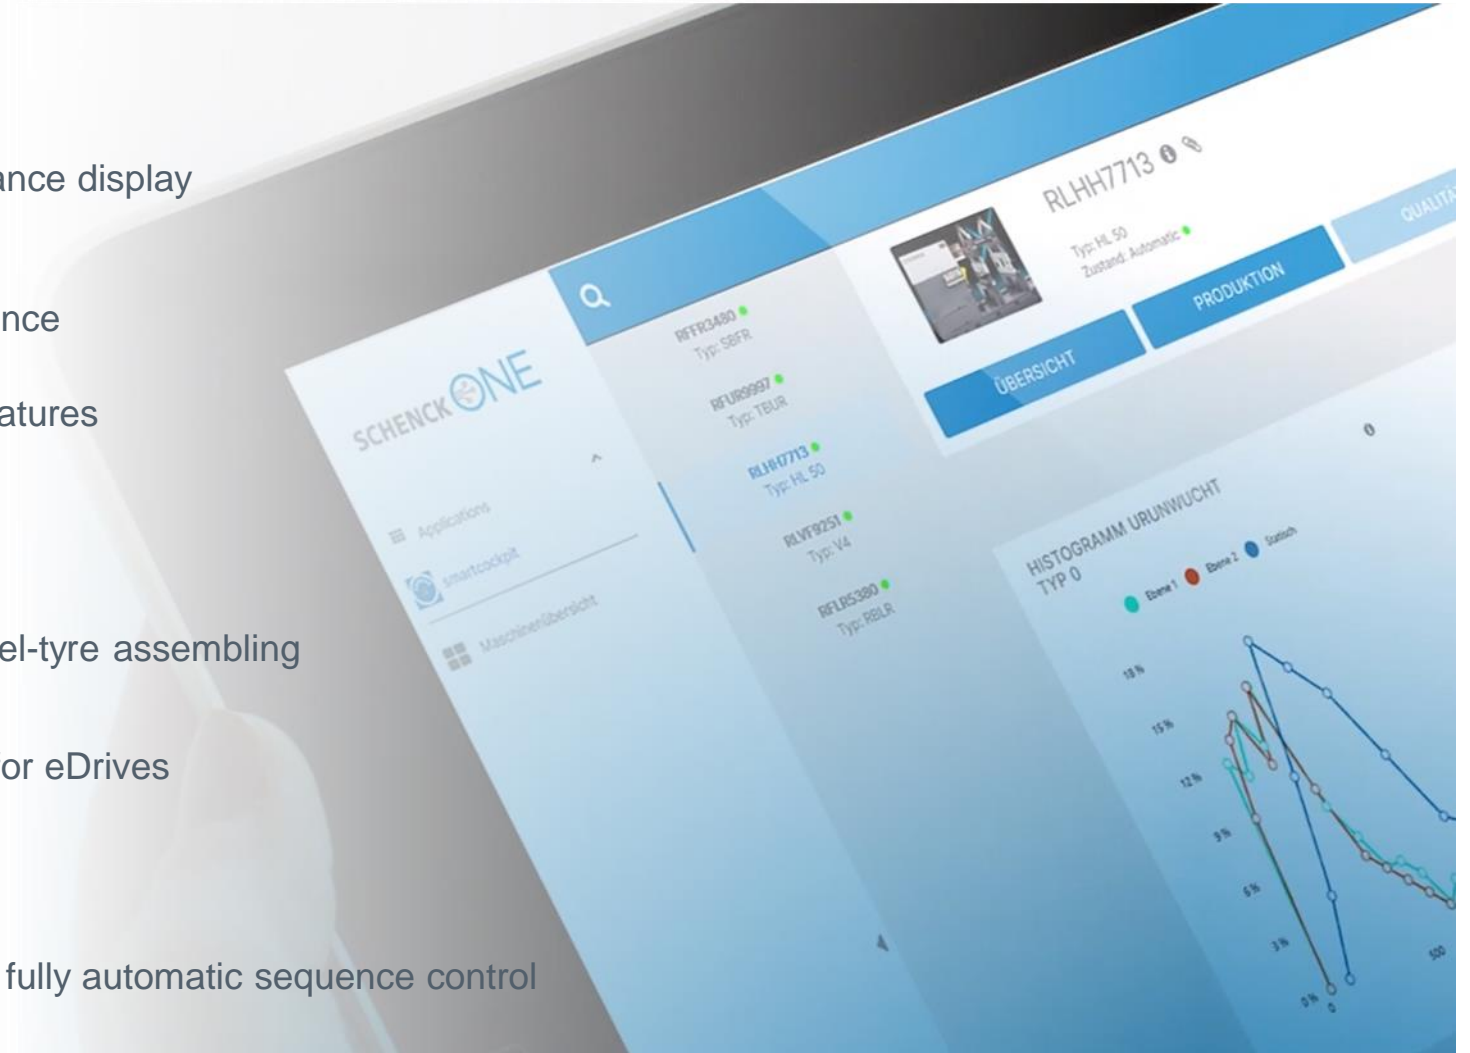 ance display
nce
atures
el-tyre assembling
or eDrives
fully automatic sequence control
SCHENCK ONE
Applications
smartcockpit
Maschinenübersicht
RFFR3480
Typ: SBFR
RFUR9997
Typ: TBUR
RLHH7713
Typ: HL 50
RLVF9251
Typ: V4
RFLR5380
Typ: RBLR
RLHH7713
Typ: HL 50
Zustand: Automatic
ÜBERSICHT
PRODUKTION
QUALITÄ
HISTOGRAMM URUNWUCHT
TYP 0
Ebene 1 Ebene 2 Statisch
18 %
15 %
12 %
9 %
6 %
3 %
0 %
0
500